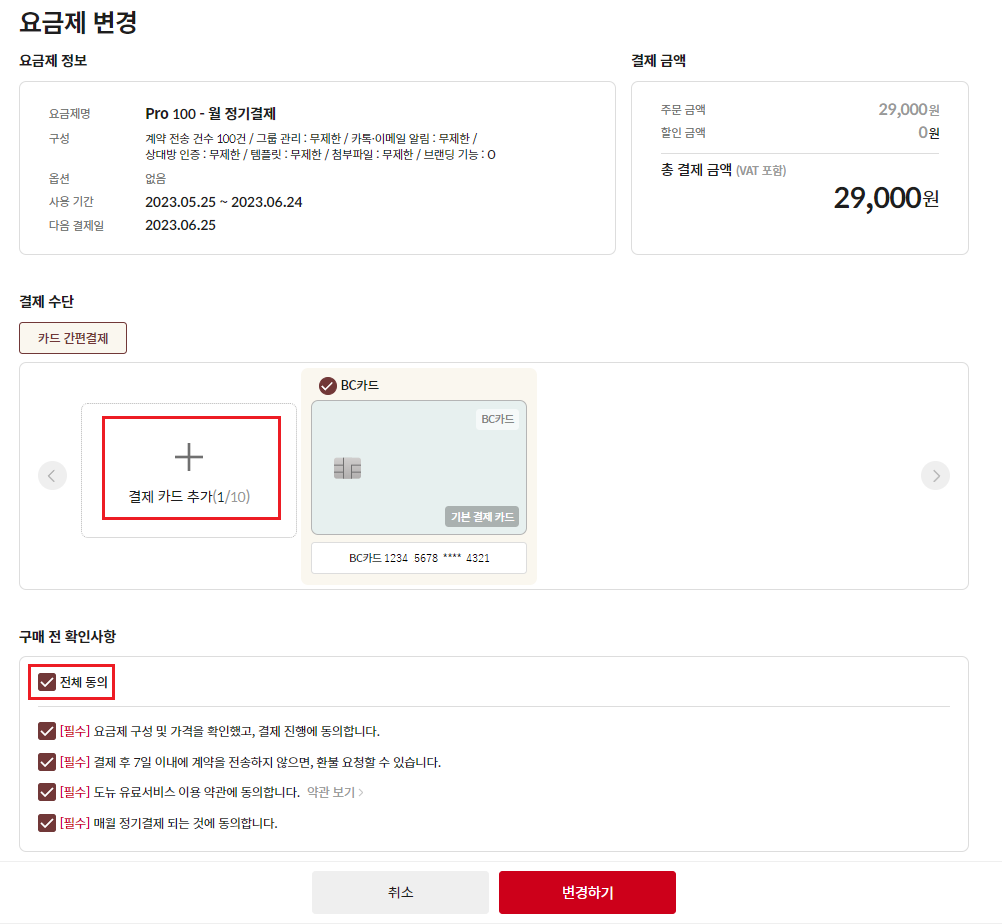 요금제 변경
요금제 정보
요금제명 Pro 100 - 월 정기결제
구성 계약 전송 건수 100건 / 그룹 관리 : 무제한 / 카톡·이메일 알림 : 무제한 /
상대방 인증 : 무제한 / 템플릿 : 무제한 / 첨부파일 : 무제한 / 브랜딩 기능 : O
옵션 없음
사용 기간 2023.05.25 ~ 2023.06.24
다음 결제일 2023.06.25
결제 금액
주문 금액 29,000원
할인 금액 0원
총 결제 금액 (VAT 포함)
29,000원
결제 수단
카드 간편결제
결제 카드 추가(1/10)
BC카드
BC카드
기본 결제 카드
BC카드 1234 5678 **** 4321
구매 전 확인사항
전체 동의
[필수] 요금제 구성 및 가격을 확인했고, 결제 진행에 동의합니다.
[필수] 결제 후 7일 이내에 계약을 전송하지 않으면, 환불 요청할 수 있습니다.
[필수] 도뉴 유료서비스 이용 약관에 동의합니다. 약관 보기 >
[필수] 매월 정기결제 되는 것에 동의합니다.
취소 변경하기